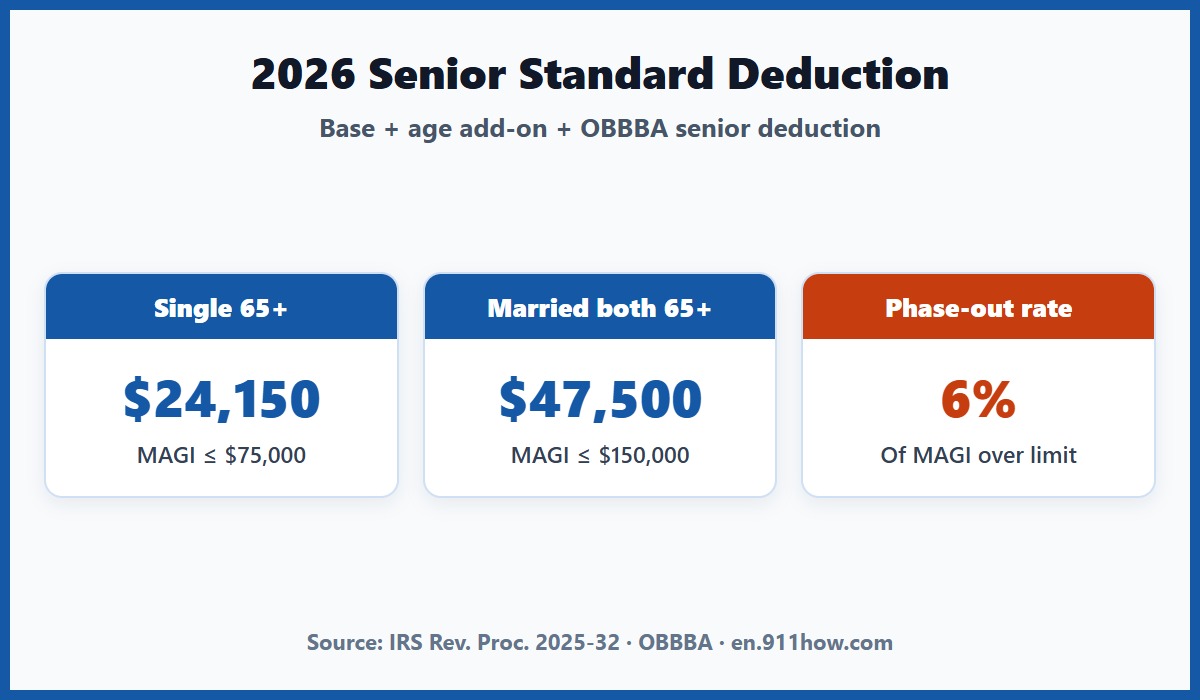 2026 Senior Standard Deduction
Base + age add-on + OBBBA senior deduction
Single 65+
$24,150
MAGI ≤ $75,000
Married both 65+
$47,500
MAGI ≤ $150,000
Phase-out rate
6%
Of MAGI over limit
Source: IRS Rev. Proc. 2025-32 · OBBBA · en.911how.com